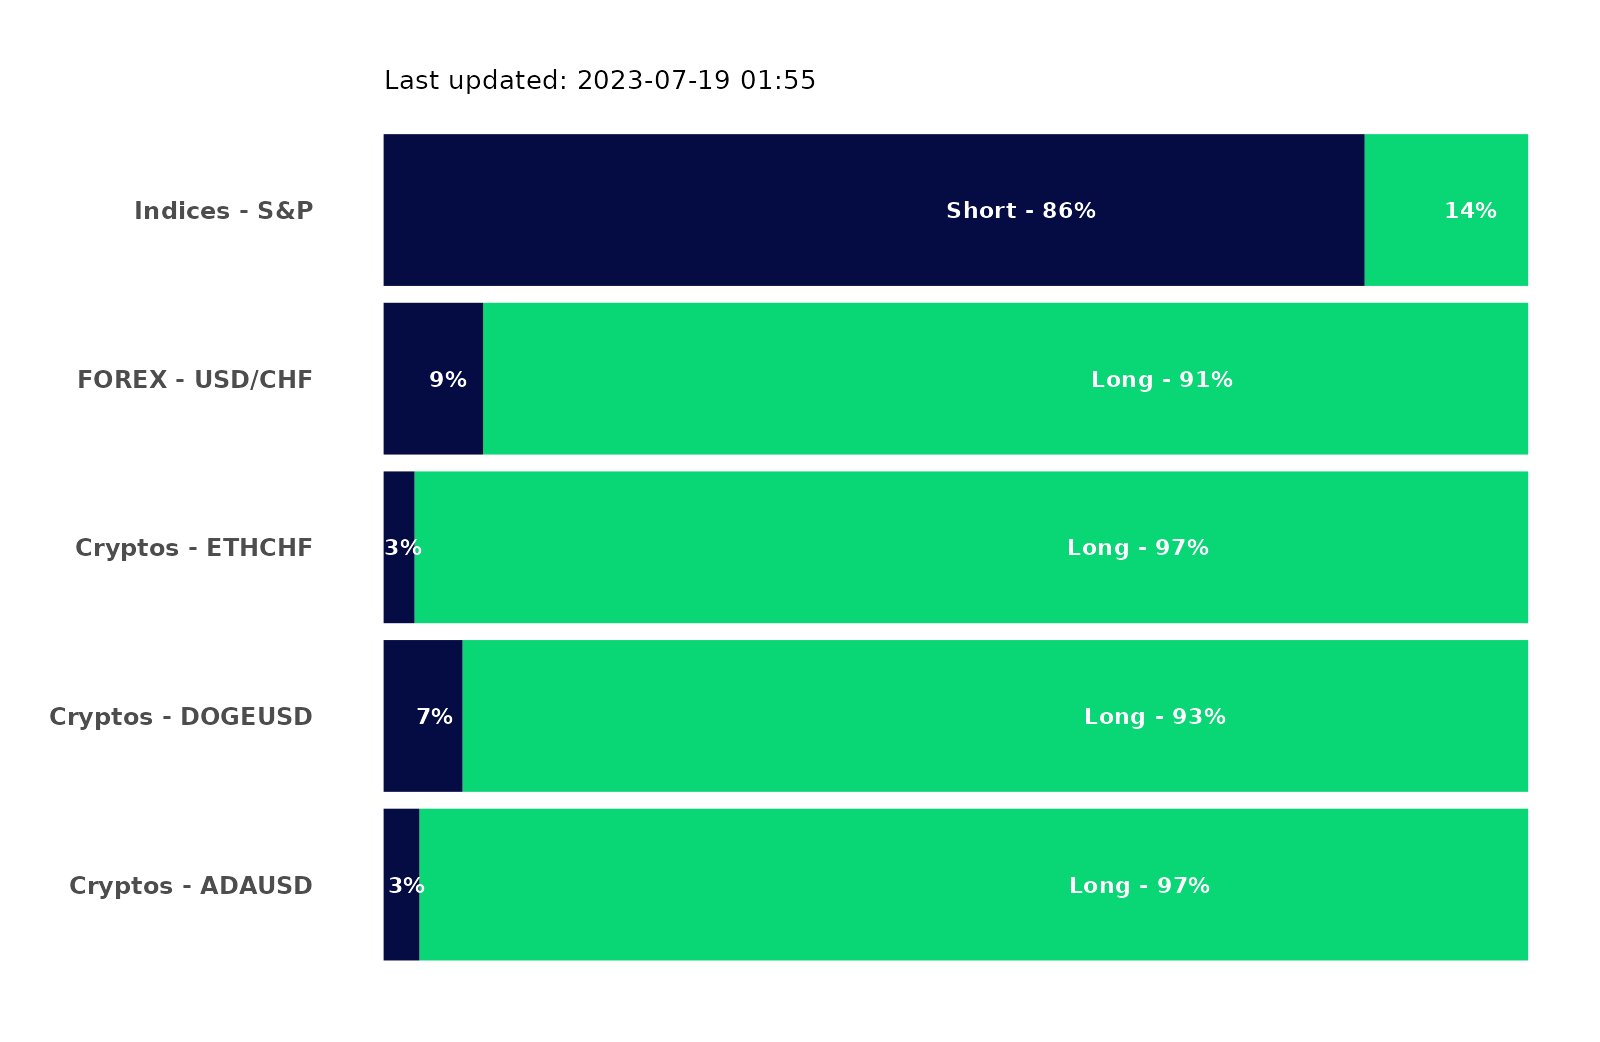 Last updated: 2023-07-19 01:55
Indices - S&P Short - 86% 14%
FOREX - USD/CHF 9% Long - 91%
Cryptos - ETHCHF 3% Long - 97%
Cryptos - DOGEUSD 7% Long - 93%
Cryptos - ADAUSD 3% Long - 97%